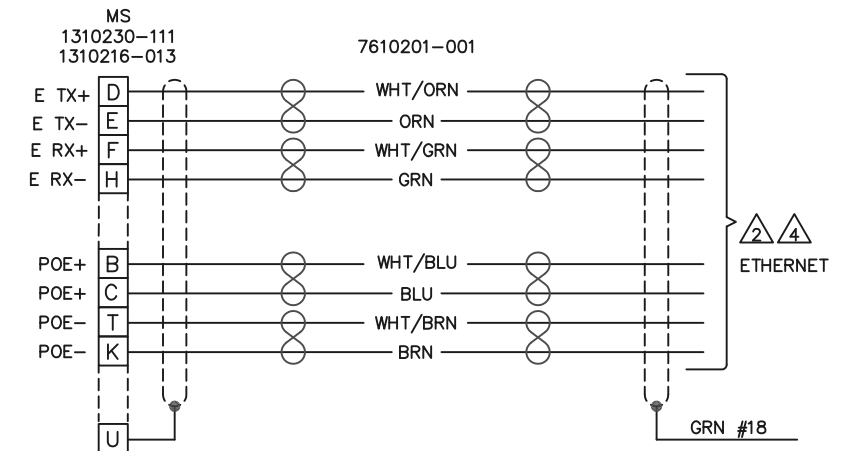 MS
1310230-111
1310216-013
7610201-001
E TX+ D WHT/ORN
E TX- E ORN
E RX+ F WHT/GRN
E RX- H GRN
2 4
ETHERNET
POE+ B WHT/BLU
POE+ C BLU
POE- T WHT/BRN
POE- K BRN
U GRN #18